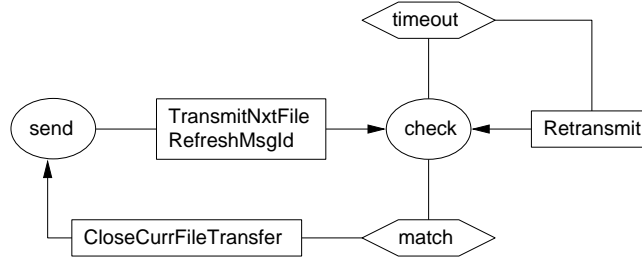 timeout
send
TransmitNxtFile
RefreshMsgId
check
Retransmit
CloseCurrFileTransfer
match